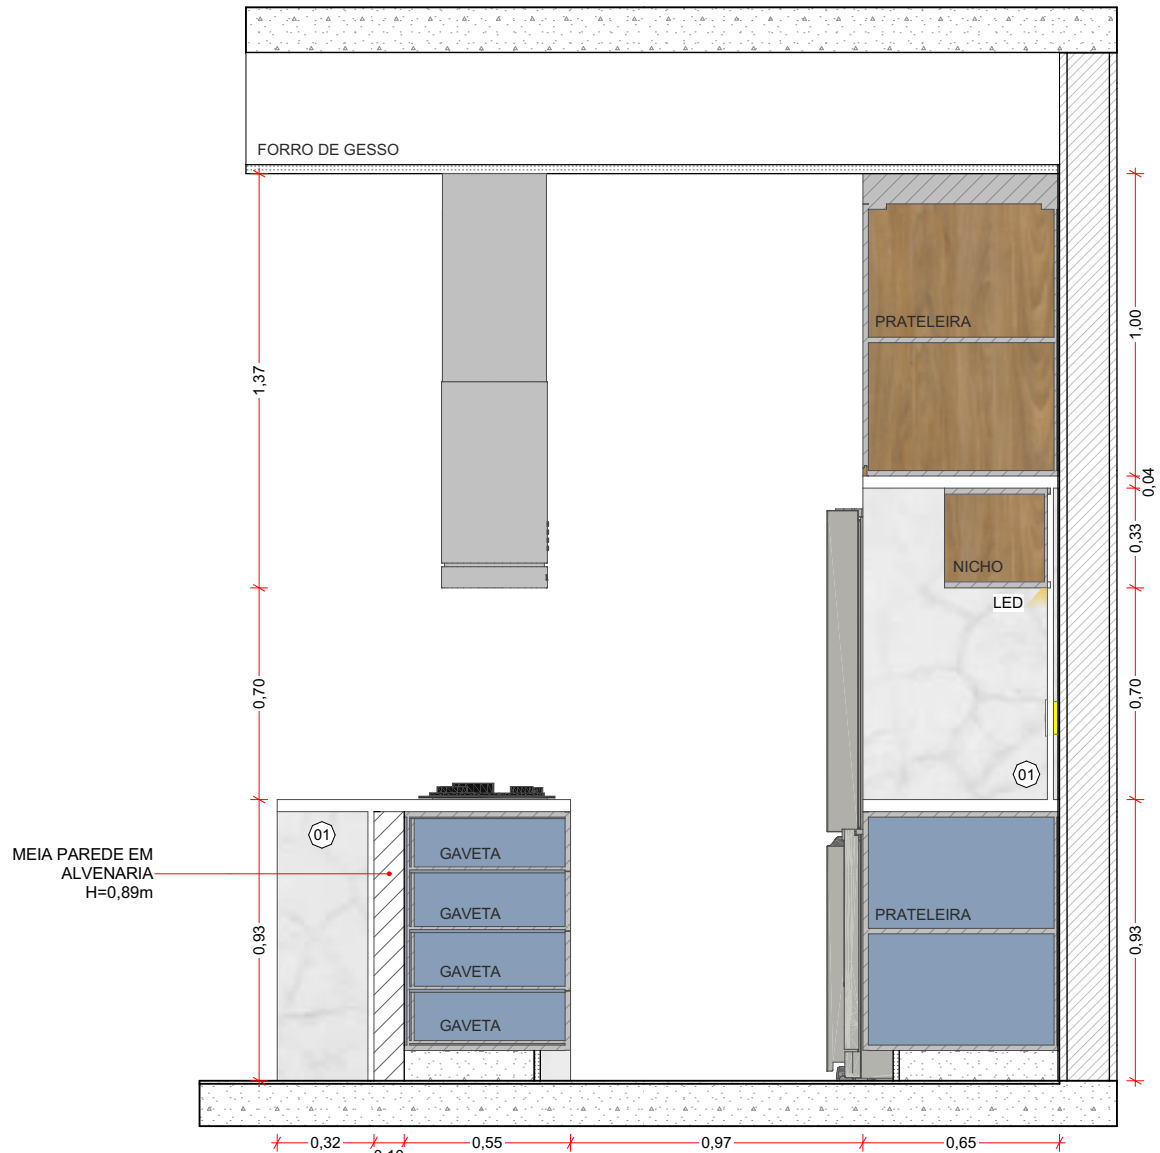 FORRO DE GESSO
PRATELEIRA
1,37
1,00
0,04
0,33
NICHO
LED
0,70
0,70
01
01
MEIA PAREDE EM
ALVENARIA
H=0,89m
GAVETA
GAVETA
GAVETA
GAVETA
PRATELEIRA
0,93
0,93
0,32
0,10
0,55
0,97
0,65